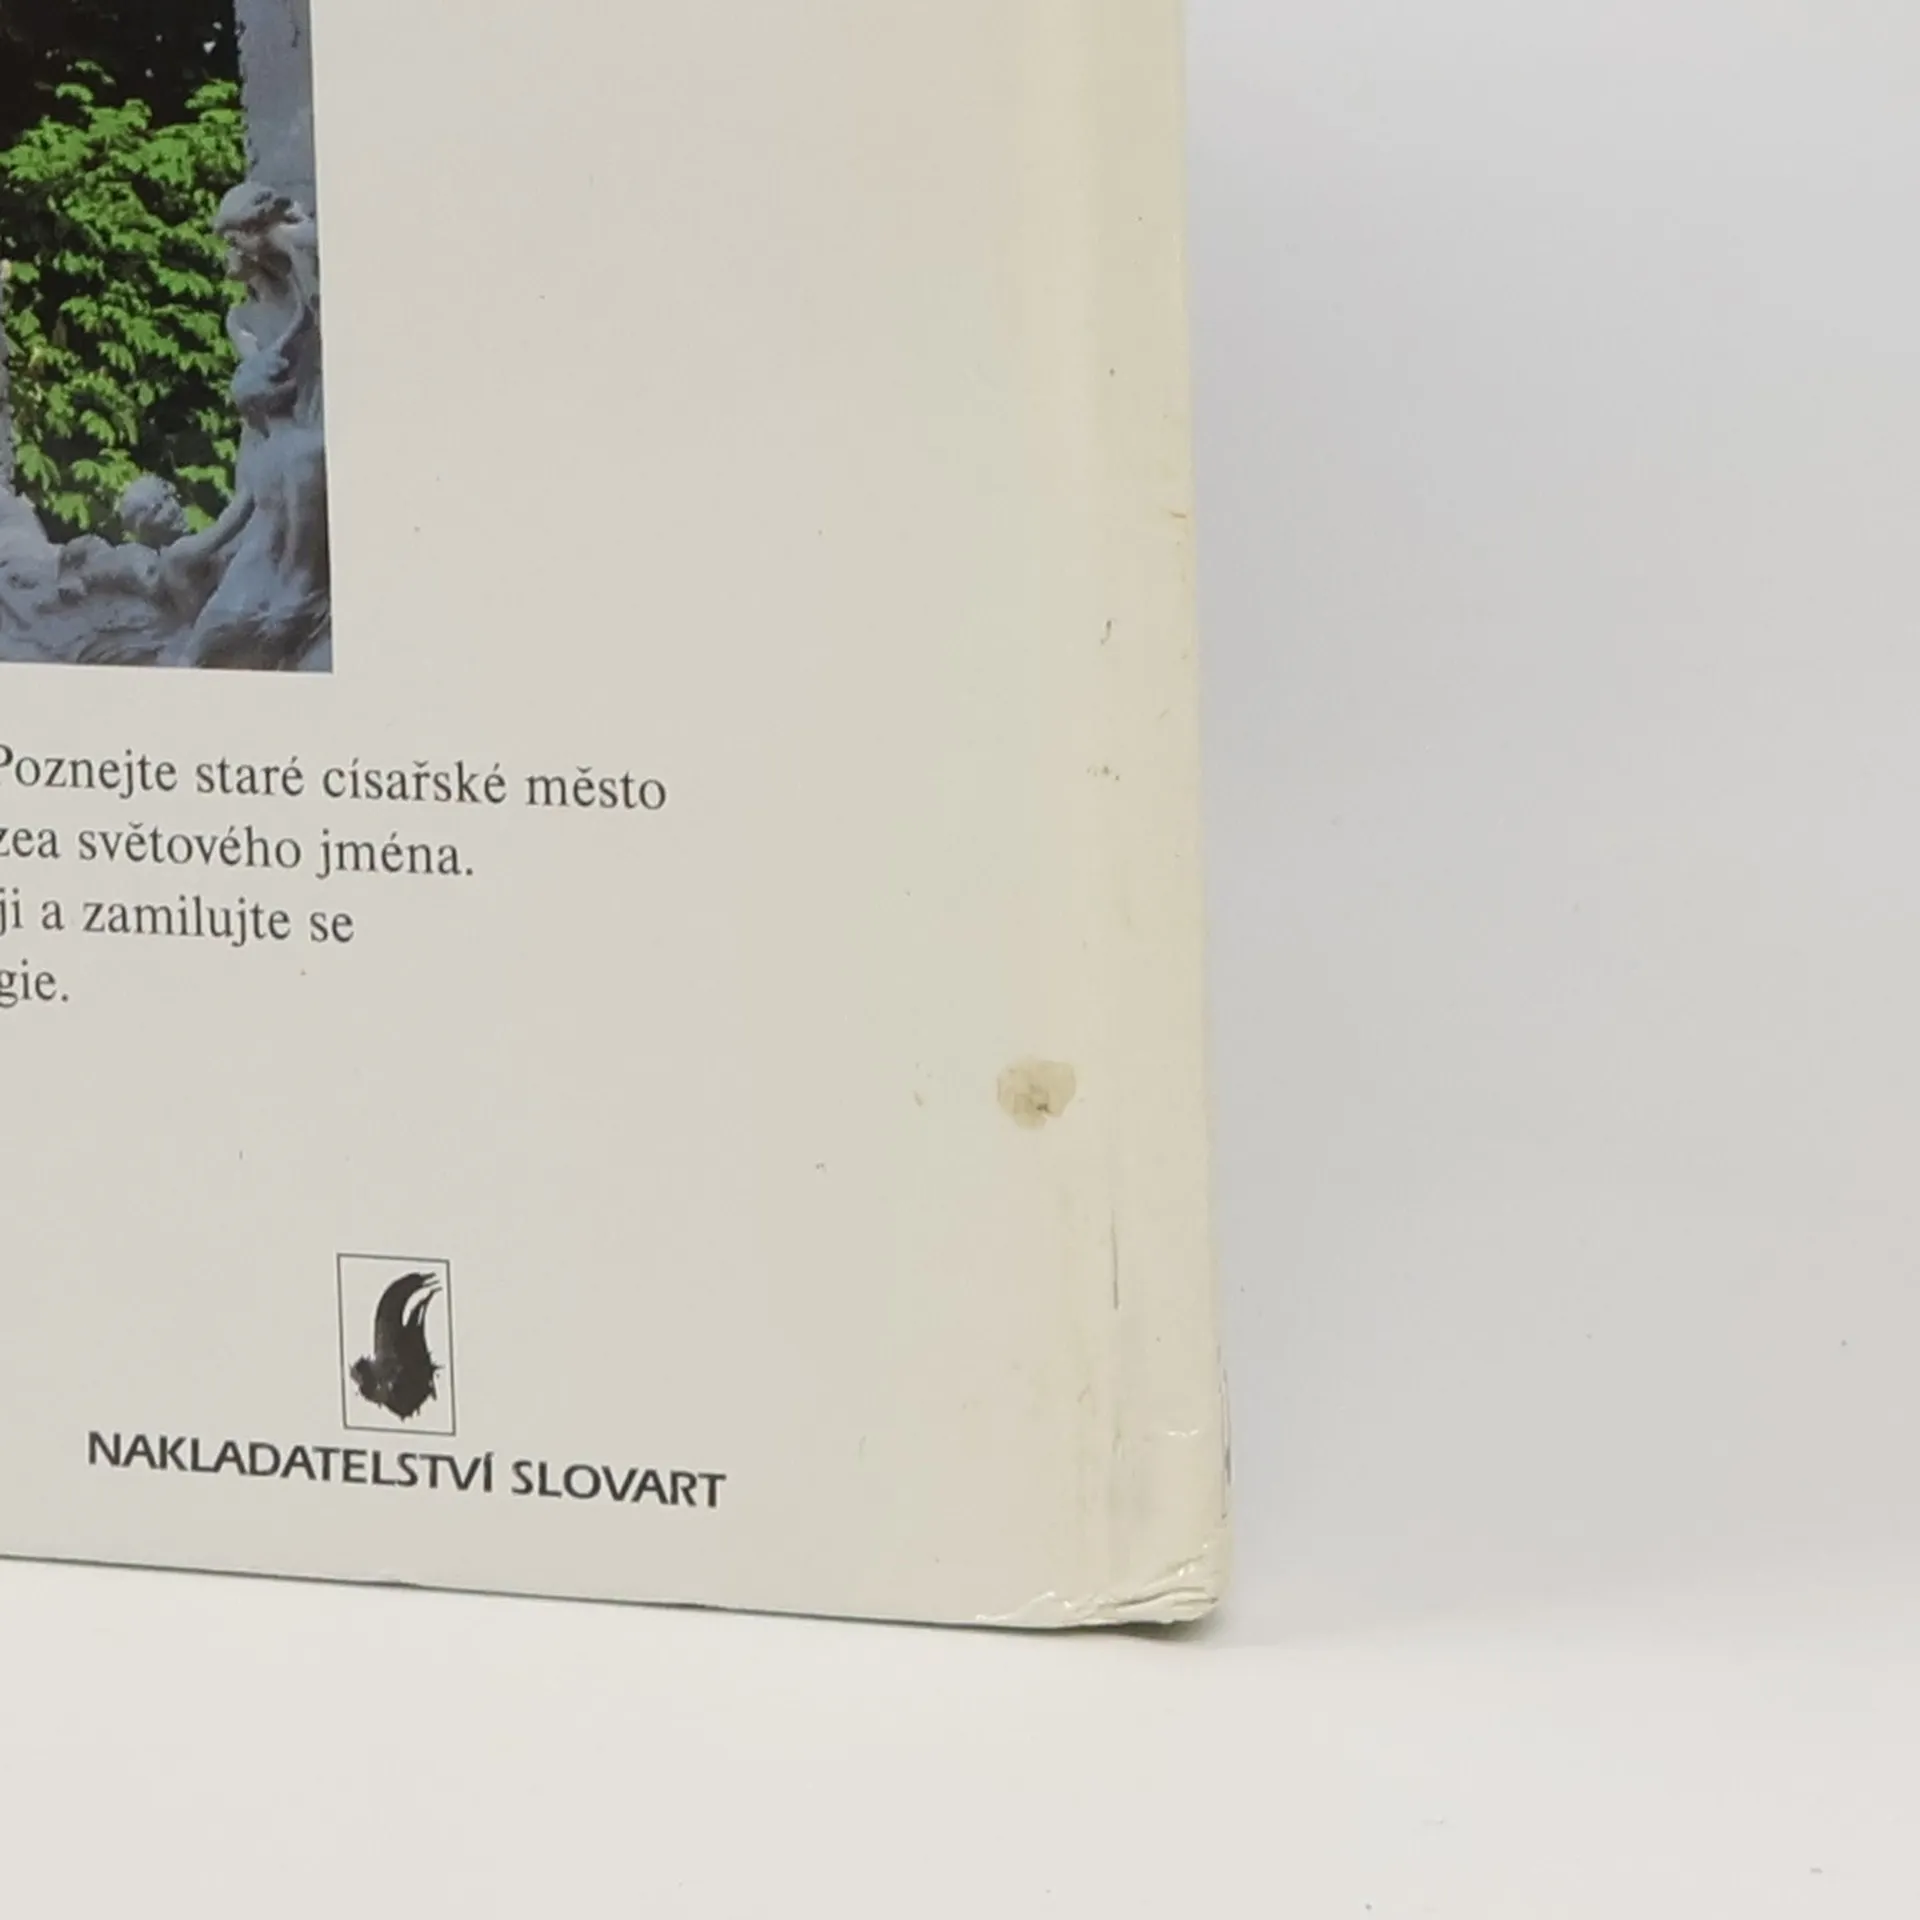 Poznejte staré císařské město
zea světového jména.
ji a zamilujte se
gie.
NAKLADATELSTVÍ SLOVART